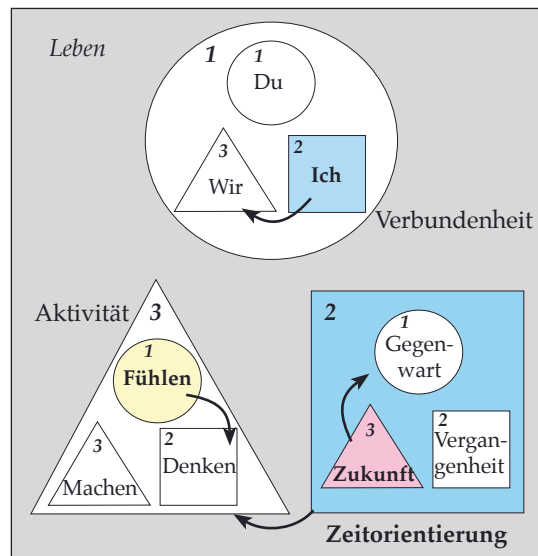 Leben
1
1
Du
3
Wir
2
Ich
Verbundenheit
Aktivität
3
1
Fühlen
3
Machen
2
Denken
2
1
Gegen-
wart
3
Zukunft
2
Vergan-
genheit
Zeitorientierung